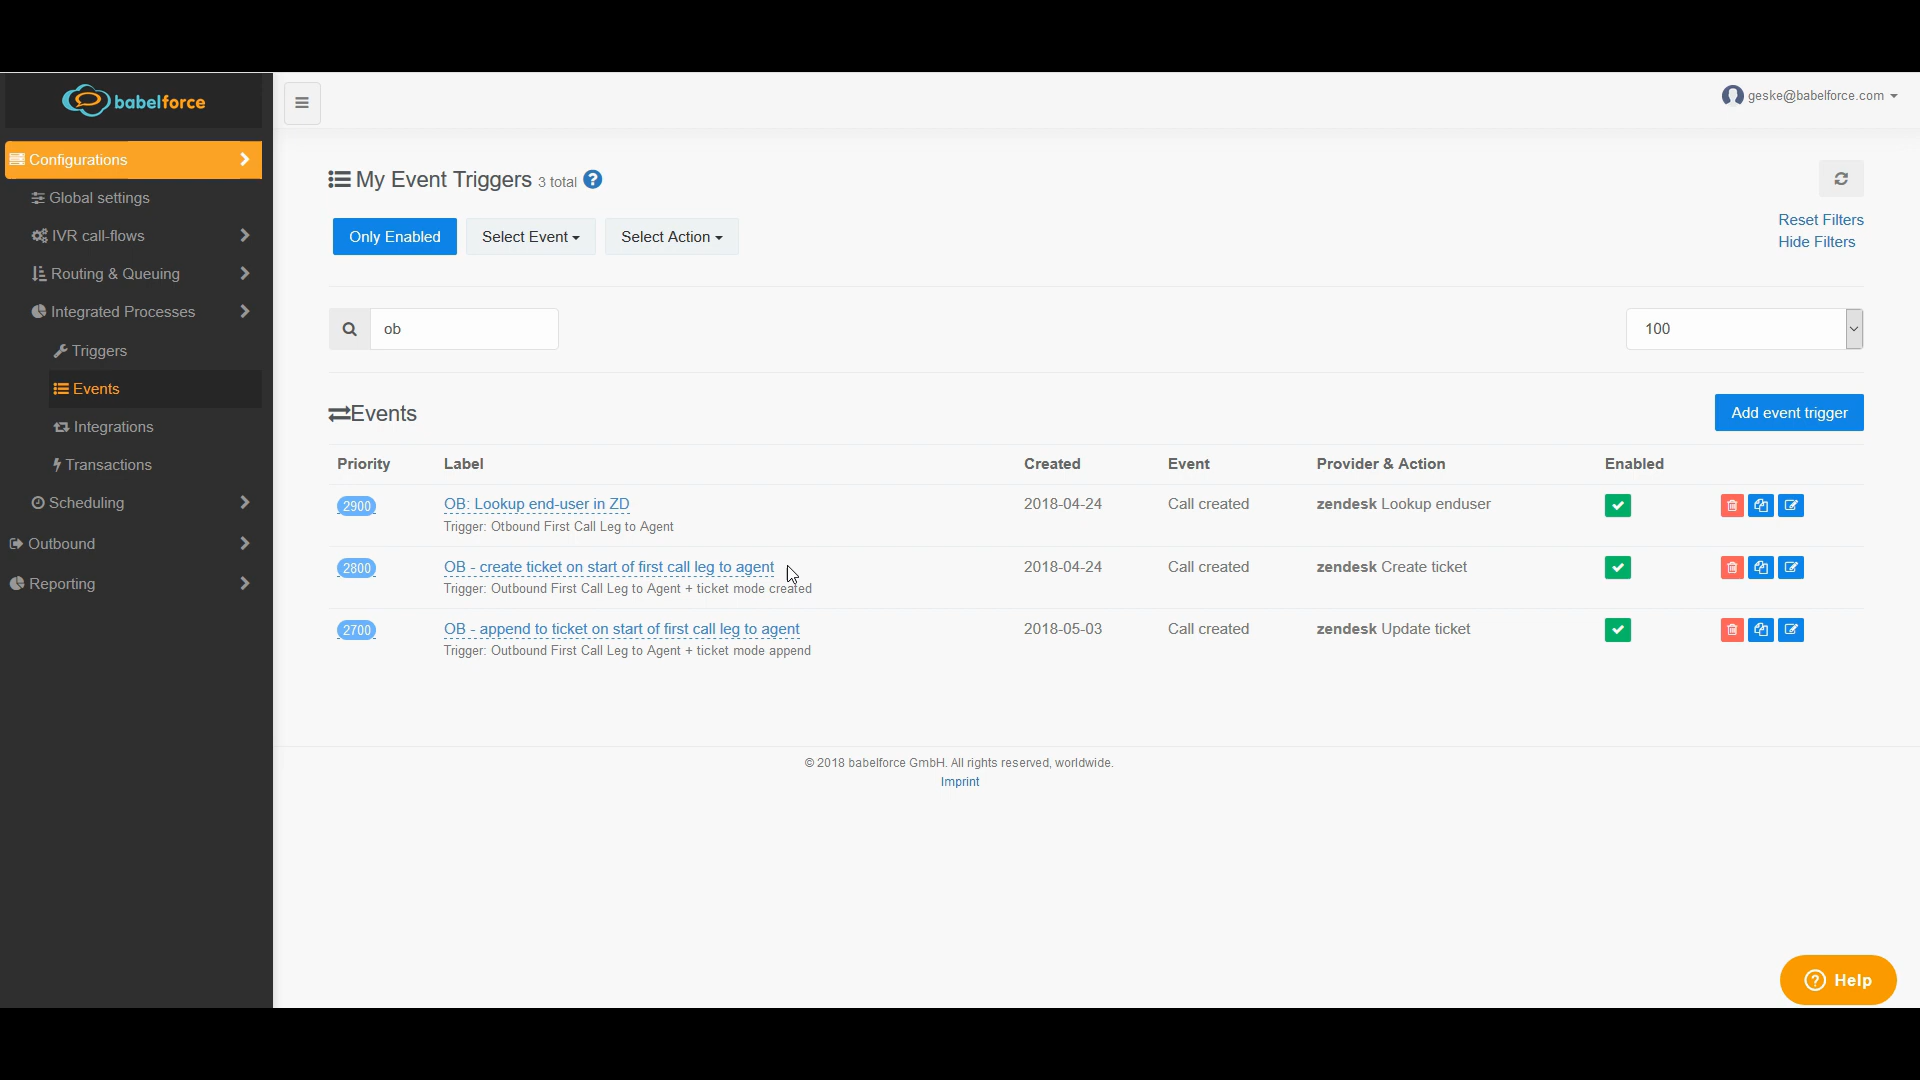 babelforce
geske@babelforce.com
Configurations
Global settings
IVR call-flows
Routing & Queuing
Integrated Processes
Triggers
Events
Integrations
Transactions
Scheduling
Outbound
Reporting
My Event Triggers 3 total ?
Reset Filters
Hide Filters
Only Enabled Select Event Select Action
ob
100
Events
Add event trigger
Priority Label Created Event Provider & Action Enabled
2900 OB: Lookup end-user in ZD 2018-04-24 Call created zendesk Lookup enduser
Trigger: Otbound First Call Leg to Agent
2800 OB - create ticket on start of first call leg to agent 2018-04-24 Call created zendesk Create ticket
Trigger: Outbound First Call Leg to Agent + ticket mode created
2700 OB - append to ticket on start of first call leg to agent 2018-05-03 Call created zendesk Update ticket
Trigger: Outbound First Call Leg to Agent + ticket mode append
© 2018 babelforce GmbH. All rights reserved, worldwide.
Imprint
? Help